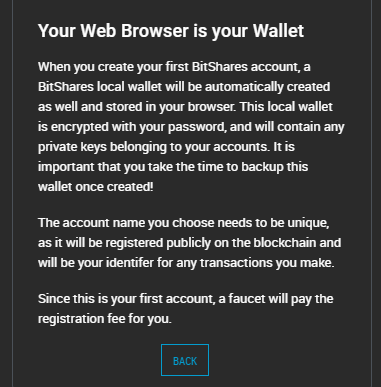 Your Web Browser is your Wallet
When you create your first BitShares account, a
BitShares local wallet will be automatically created
as well and stored in your browser. This local wallet
is encrypted with your password, and will contain any
private keys belonging to your accounts. It is
important that you take the time to backup this
wallet once created!
The account name you choose needs to be unique,
as it will be registered publicly on the blockchain and
will be your identifer for any transactions you make.
Since this is your first account, a faucet will pay the
registration fee for you.
BACK